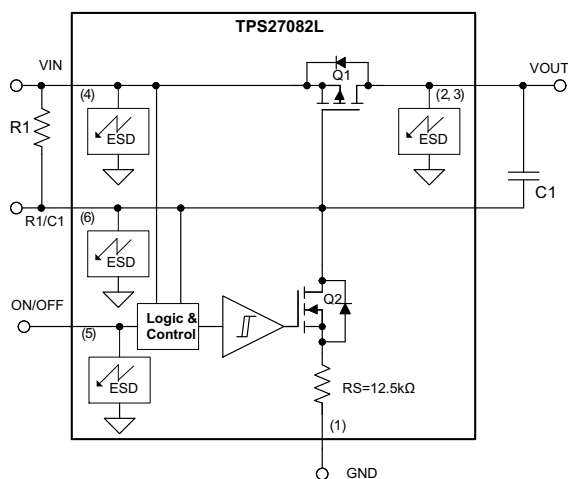 TPS27082L
VIN
Q1
VOUT
(4)
(2, 3)
R1
ESD
ESD
C1
R1/C1
(6)
ESD
ON/OFF
Q2
(5)
Logic &
Control
ESD
RS=12.5kΩ
(1)
GND